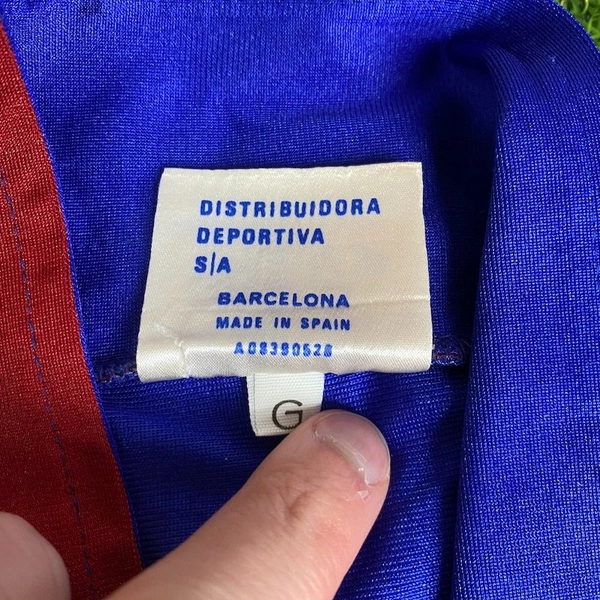 DISTRIBUIDORA
DEPORTIVA
S/A
BARCELONA
MADE IN SPAIN
A08390528
G